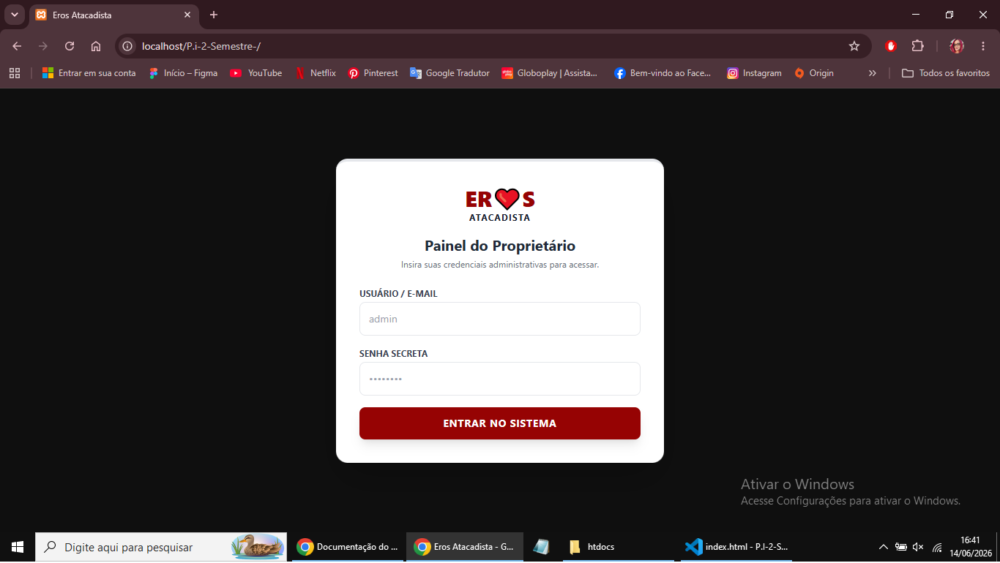 Eros Atacadista
localhost/P.i-2-Semestre-/
Entrar em sua conta
Início – Figma
YouTube
Netflix
Pinterest
Google Tradutor
Globoplay | Assista...
Bem-vindo ao Face...
Instagram
Origin
Todos os favoritos
ER❤S
ATACADISTA
Painel do Proprietário
Insira suas credenciais administrativas para acessar.
USUÁRIO / E-MAIL
admin
SENHA SECRETA
••••••••
ENTRAR NO SISTEMA
Ativar o Windows
Acesse Configurações para ativar o Windows.
Digite aqui para pesquisar
Documentação do ...
Eros Atacadista - G...
htdocs
index.html - P.I-2-S...
16:41
14/06/2026